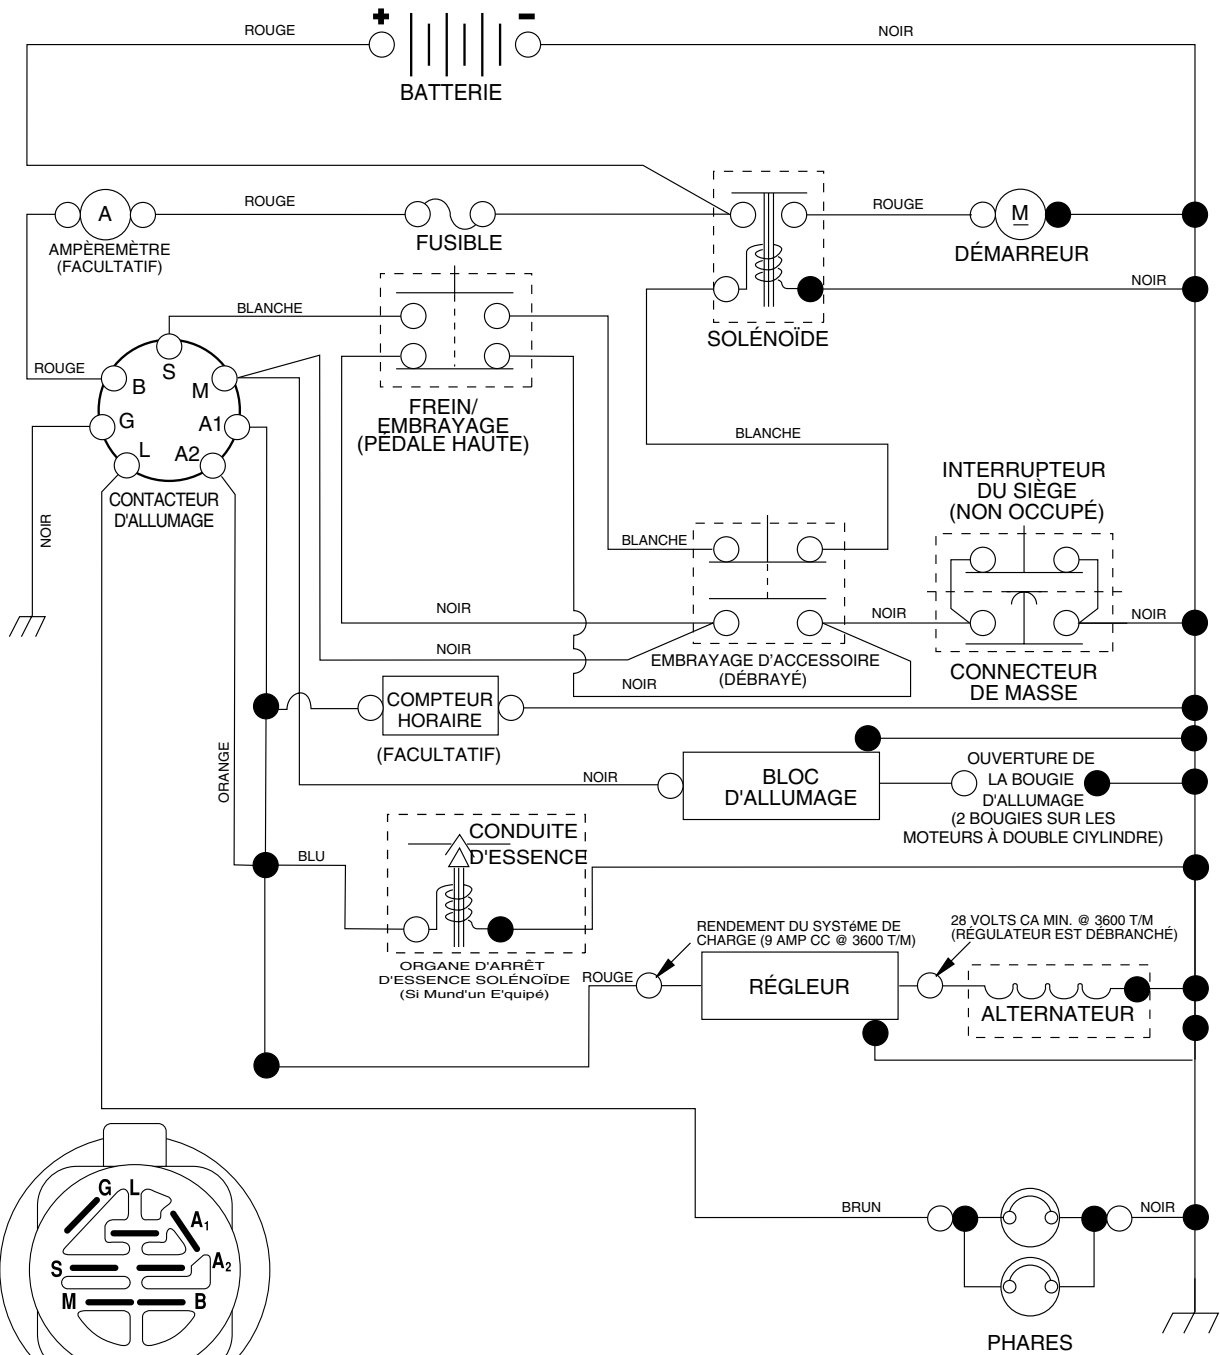 + -
ROUGE
NOIR
BATTERIE
A
ROUGE
AMPÈREMÈTRE
(FACULTATIF)
FUSIBLE
ROUGE
M
DÉMARREUR
NOIR
SOLÉNOÏDE
BLANCHE
ROUGE
S
B
M
G
A1
L
A2
CONTACTEUR
D'ALLUMAGE
NOIR
FREIN/
EMBRAYAGE
(PÉDALE HAUTE)
BLANCHE
BLANCHE
INTERRUPTEUR
DU SIÈGE
(NON OCCUPÉ)
NOIR
NOIR
NOIR
NOIR
NOIR
EMBRAYAGE D'ACCESSOIRE
(DÉBRAYÉ)
CONNECTEUR
DE MASSE
COMPTEUR
HORAIRE
(FACULTATIF)
ORANGE
NOIR
BLOC
D'ALLUMAGE
OUVERTURE DE
LA BOUGIE
D'ALLUMAGE
(2 BOUGIES SUR LES
MOTEURS À DOUBLE CIYLINDRE)
BLU
CONDUITE
D'ESSENCE
ORGANE D'ARRÊT
D'ESSENCE SOLÉNOÏDE
(Si Mund'un E'quipé)
ROUGE
RENDEMENT DU SYSTéME DE
CHARGE (9 AMP CC @ 3600 T/M)
28 VOLTS CA MIN. @ 3600 T/M
(RÉGULATEUR EST DÉBRANCHÉ)
RÉGLEUR
ALTERNATEUR
BRUN
NOIR
PHARES
G L
A1
S
A2
M
B